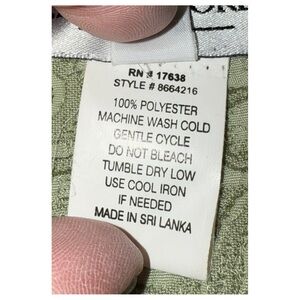 RN # 17638
STYLE # 8664216
100% POLYESTER
MACHINE WASH COLD
GENTLE CYCLE
DO NOT BLEACH
TUMBLE DRY LOW
USE COOL IRON
IF NEEDED
MADE IN SRI LANKA